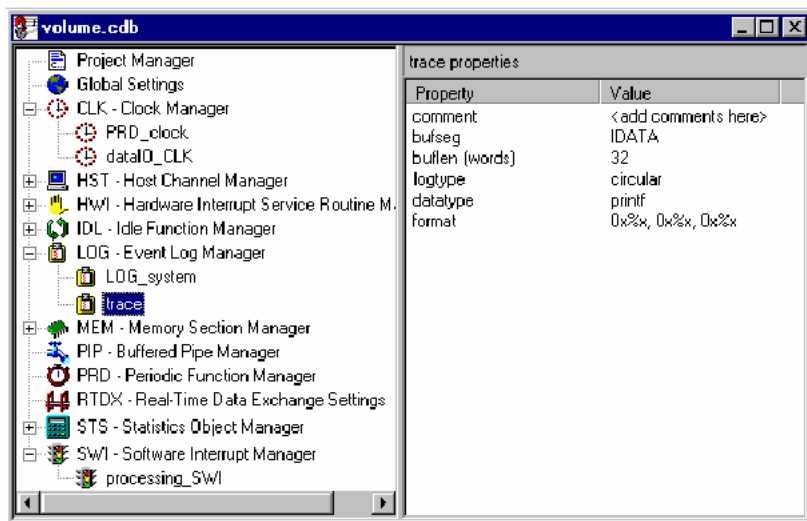 volume.cdb
Project Manager
Global Settings
CLK - Clock Manager
PRD_clock
dataIO_CLK
HST - Host Channel Manager
HWI - Hardware Interrupt Service Routine M
IDL - Idle Function Manager
LOG - Event Log Manager
LOG_system
trace
MEM - Memory Section Manager
PIP - Buffered Pipe Manager
PRD - Periodic Function Manager
RTDX - Real-Time Data Exchange Settings
STS - Statistics Object Manager
SWI - Software Interrupt Manager
processing_SWI
trace properties
Property Value
comment <add comments here>
bufseg IDATA
buflen (words) 32
logtype circular
datatype printf
format 0x%x, 0x%x, 0x%x